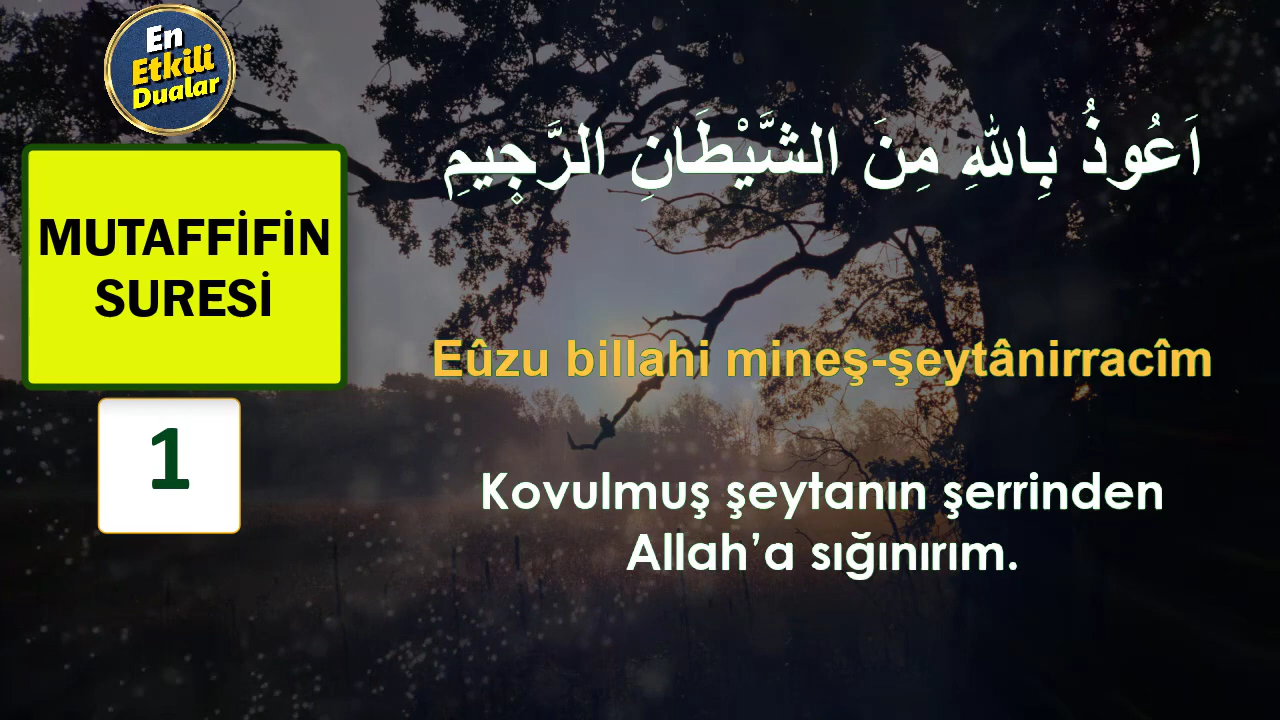 En
Etkili
Dualar
MUTAFFİFİN
SURESİ
1
اَعُوذُ بِاللهِ مِنَ الشَّيْطَانِ الرَّجِيمِ
Eûzu billahi mineş-şeytânirracîm
Kovulmuş şeytanın şerrinden
Allah’a sığınırım.